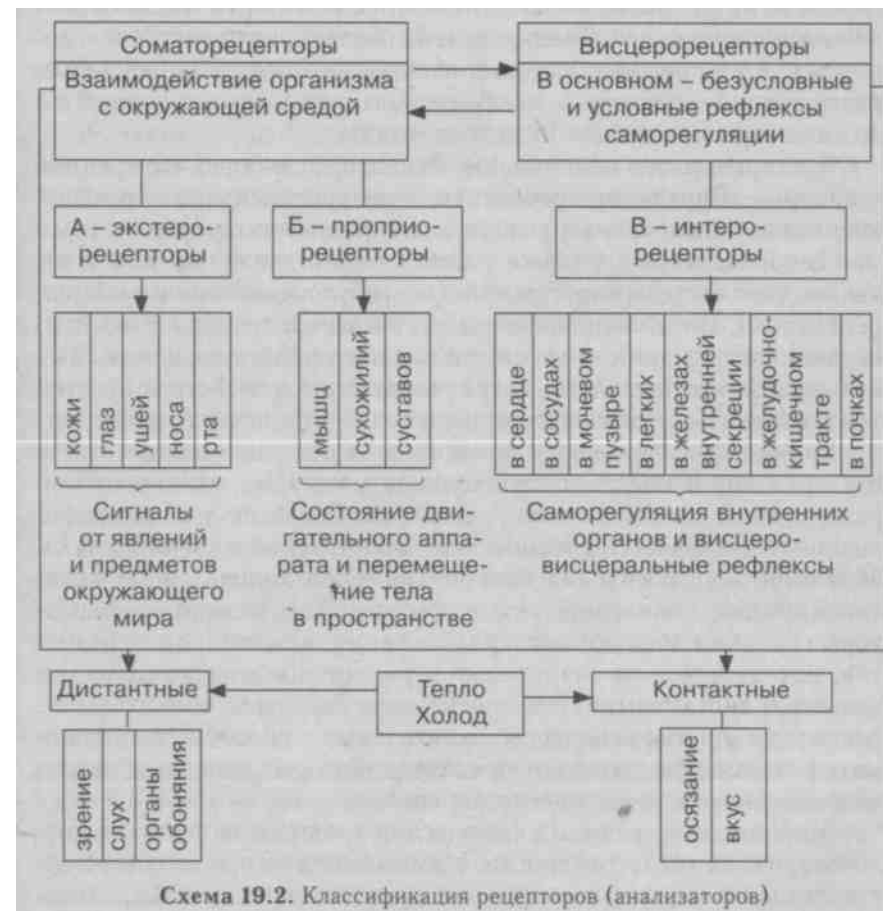 Соматорецепторы
Взаимодействие организма
с окружающей средой
Висцерорецепторы
В основном – безусловные
и условные рефлексы
саморегуляции
А – экстеро-
рецепторы
Б – проприо-
рецепторы
В – интеро-
рецепторы
кожи
глаз
ушей
носа
рта
мышц
сухожилий
суставов
в сердце
в сосудах
в мочевом
пузыре
в легких
в железах
внутренней
секреции
в желудочно-
кишечном
тракте
в почках
Сигналы
от явлений
и предметов
окружающего
мира
Состояние дви-
гательного аппа-
рата и перемеще-
ние тела
в пространстве
Саморегуляция внутренних
органов и висцеро-
висцеральные рефлексы
Дистантные
Тепло
Холод
Контактные
зрение
слух
органы
обоняния
осязание
вкус
Схема 19.2. Классификация рецепторов (анализаторов)